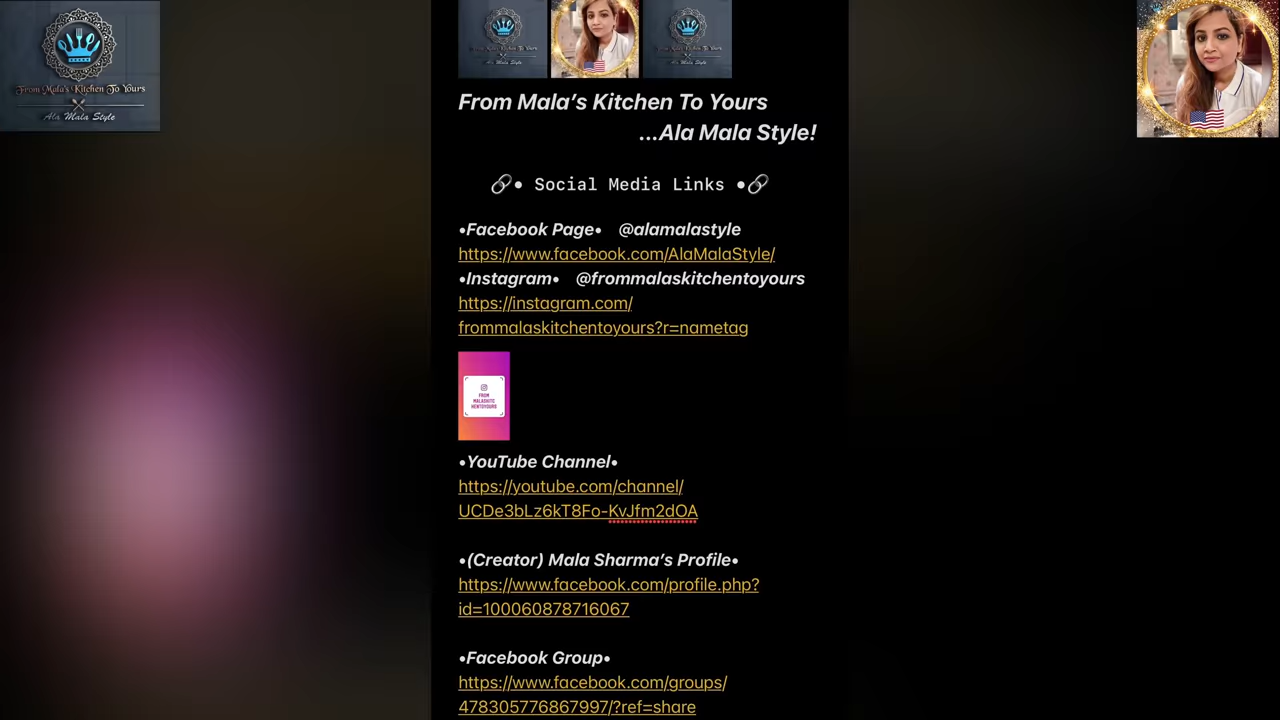 From Mala's Kitchen To Yours
Ala Mala Style
From Mala’s Kitchen To Yours
...Ala Mala Style!
🔗• Social Media Links •🔗
•Facebook Page• @alamalastyle
https://www.facebook.com/AlaMalaStyle/
•Instagram• @frommalaskitchentoyours
https://instagram.com/
frommalaskitchentoyours?r=nametag
FROM
MALASKITC
HENTOYOURS
•YouTube Channel•
https://youtube.com/channel/
UCDe3bLz6kT8Fo-KvJfm2dOA
•(Creator) Mala Sharma’s Profile•
https://www.facebook.com/profile.php?
id=100060878716067
•Facebook Group•
https://www.facebook.com/groups/
478305776867997/?ref=share